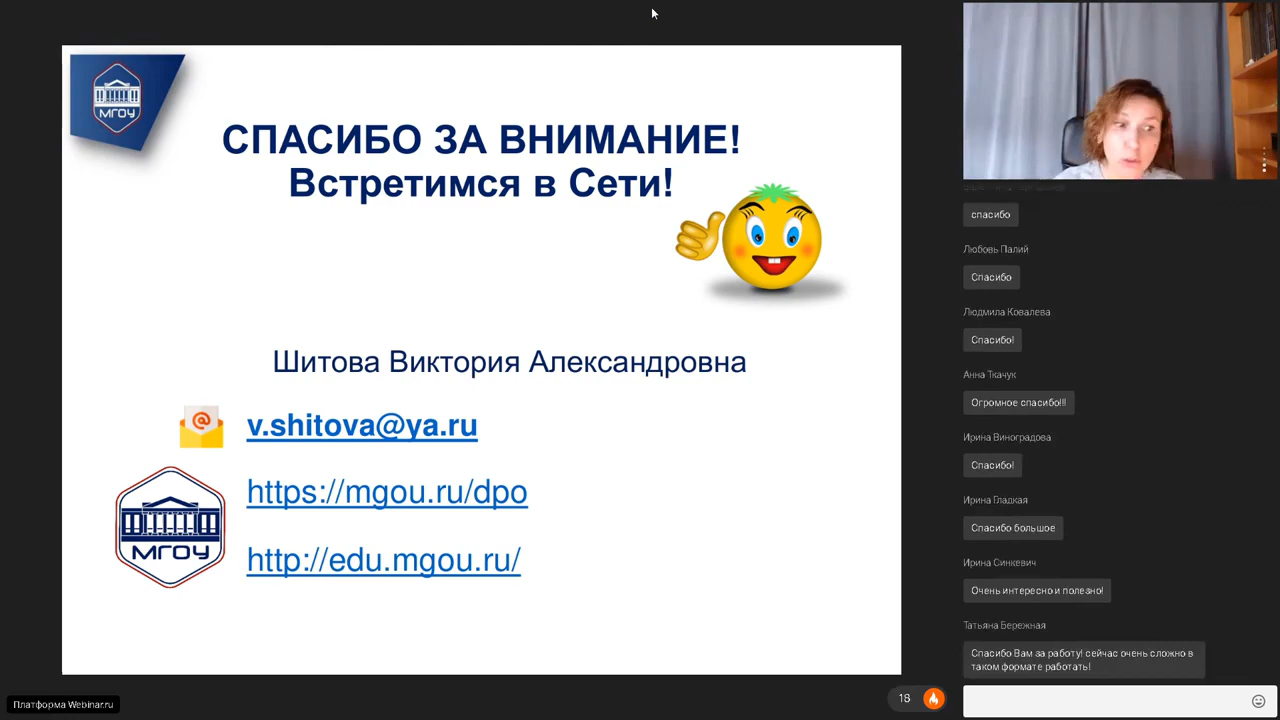 МГОУ
СПАСИБО ЗА ВНИМАНИЕ!
Встретимся в Сети!
Шитова Виктория Александровна
v.shitova@ya.ru
https://mgou.ru/dpo
МГОУ
http://edu.mgou.ru/
спасибо
Любовь Палий
Спасибо
Людмила Ковалева
Спасибо!
Анна Ткачук
Огромное спасибо!!!
Ирина Виноградова
Спасибо!
Ирина Гладкая
Спасибо большое
Ирина Синкевич
Очень интересно и полезно!
Татьяна Бережная
Спасибо Вам за работу! сейчас очень сложно в
таком формате работать!
18
Платформа Webinar.ru